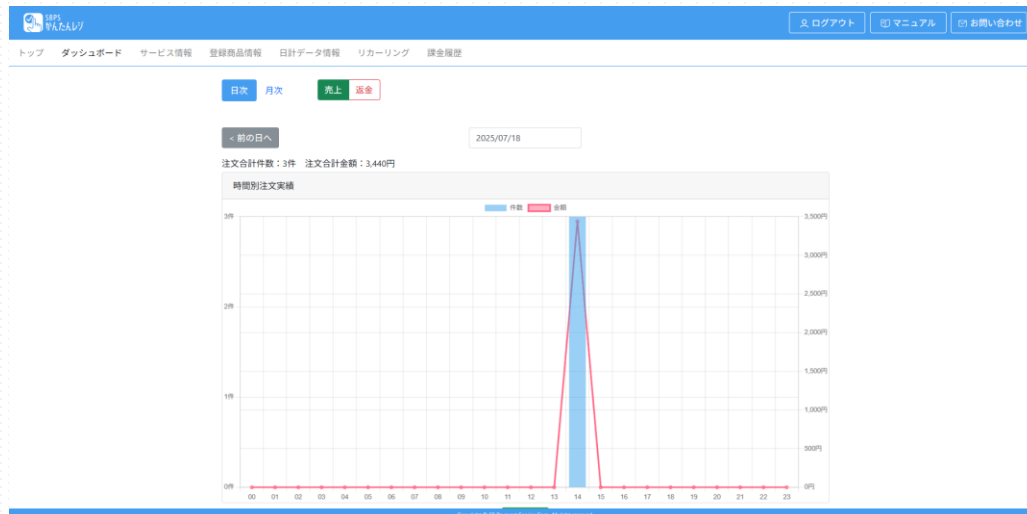 SBPS
かんたんレジ
ログアウト
マニュアル
お問い合わせ
トップ ダッシュボード サービス情報 登録商品情報 日計データ情報 リカーリング 課金履歴
日次 月次 売上 返金
< 前の日へ 2025/07/18
注文合計件数：3件 注文合計金額：3,440円
時間別注文実績
件数 金額
3件 3,500円
3,000円
2,500円
2件
2,000円
1,500円
1件
1,000円
500円
0件 0円
00 01 02 03 04 05 06 07 08 09 10 11 12 13 14 15 16 17 18 19 20 21 22 23